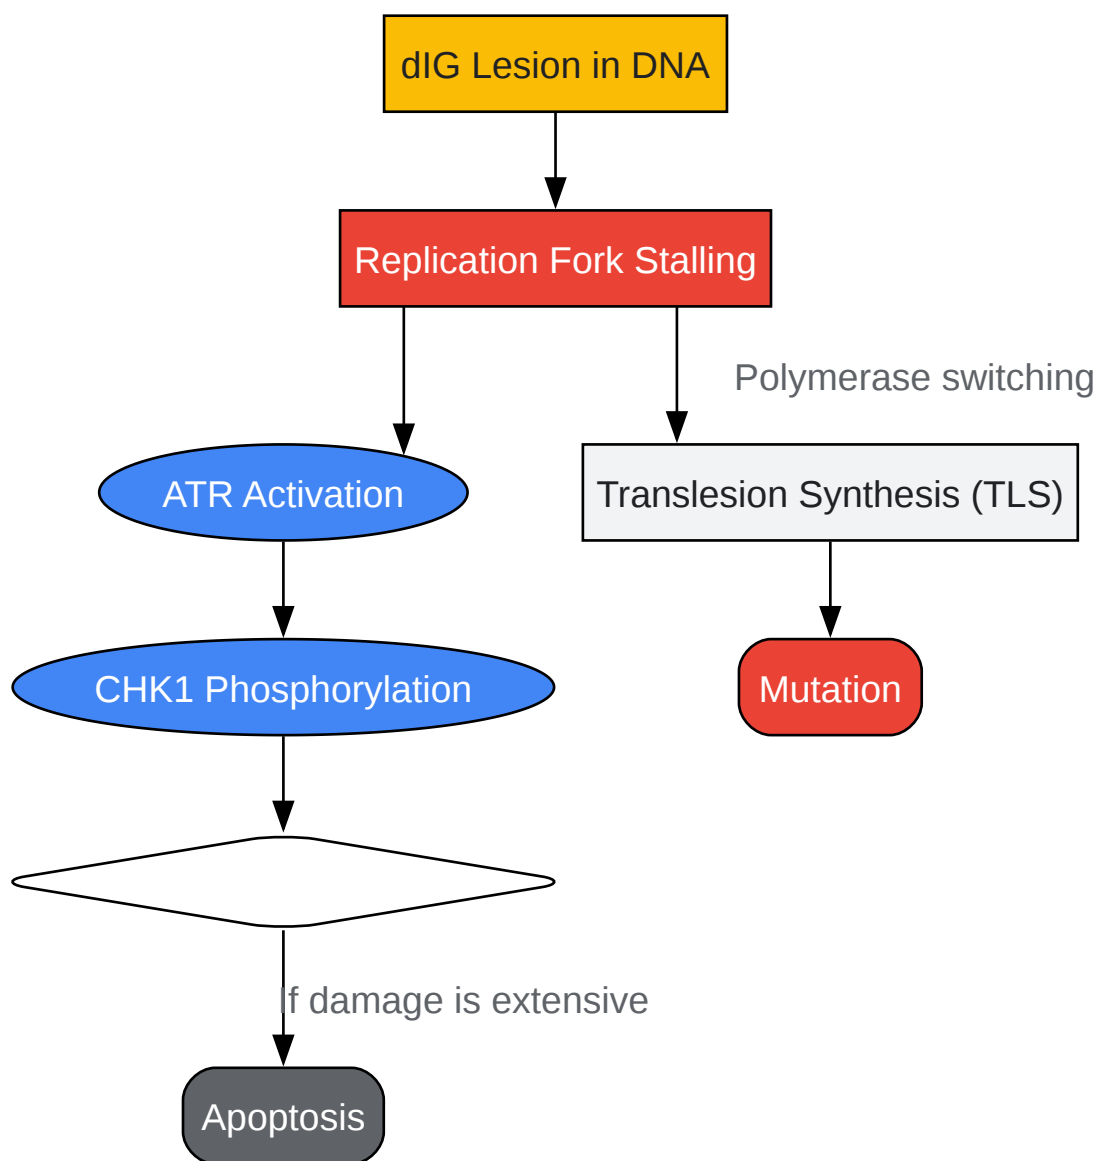 dIG Lesion in DNA
Replication Fork Stalling
Polymerase switching
ATR Activation
Translesion Synthesis (TLS)
CHK1 Phosphorylation
Mutation
If damage is extensive
Apoptosis